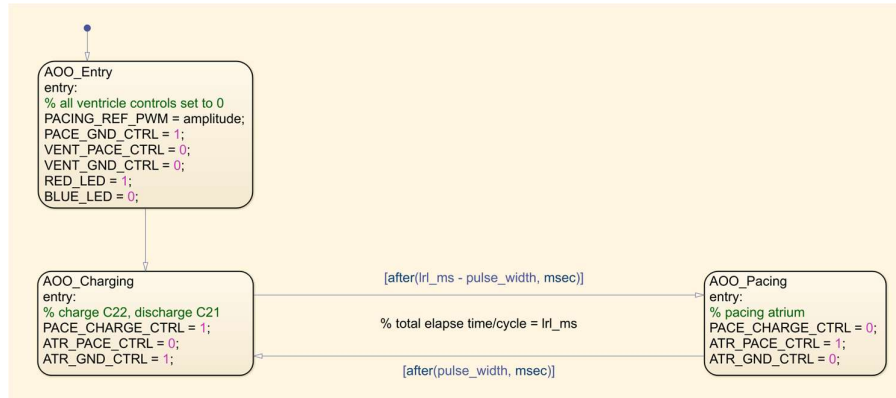 AOO_Entry
entry:
% all ventricle controls set to 0
PACING_REF_PWM = amplitude;
PACE_GND_CTRL = 1;
VENT_PACE_CTRL = 0;
VENT_GND_CTRL = 0;
RED_LED = 1;
BLUE_LED = 0;
AOO_Charging
entry:
% charge C22, discharge C21
PACE_CHARGE_CTRL = 1;
ATR_PACE_CTRL = 0;
ATR_GND_CTRL = 1;
[after(lrl_ms - pulse_width, msec)]
% total elapse time/cycle = lrl_ms
[after(pulse_width, msec)]
AOO_Pacing
entry:
% pacing atrium
PACE_CHARGE_CTRL = 0;
ATR_PACE_CTRL = 1;
ATR_GND_CTRL = 0;